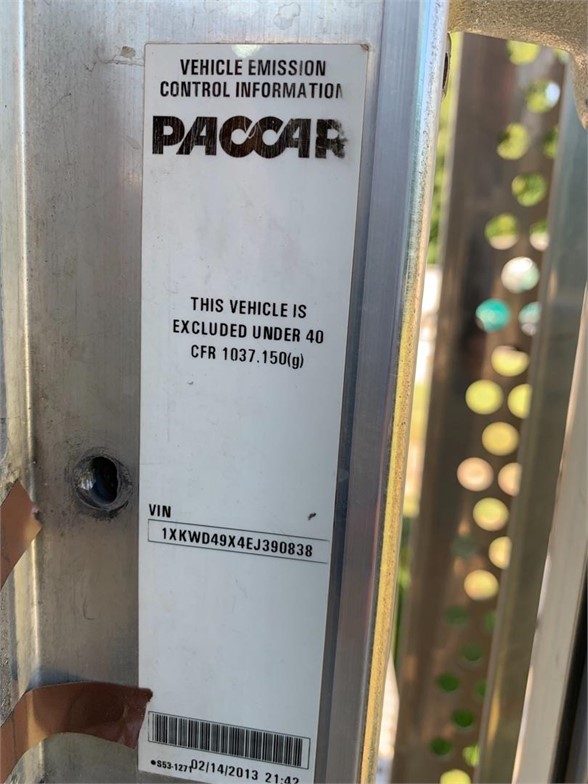 VEHICLE EMISSION
CONTROL INFORMATION
PACCAR
THIS VEHICLE IS
EXCLUDED UNDER 40
CFR 1037.150(g)
VIN
1XKWD49X4EJ390838
•S53-1271 02/14/2013 21:42